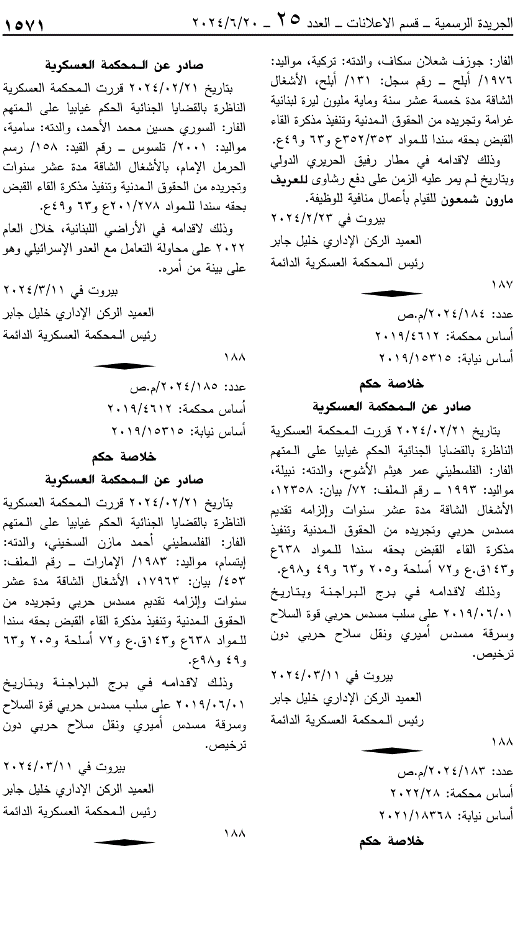 الجريدة الرسمية ــ قسم الاعلانات ــ العدد ٢٥ ــ ٢٠٢٤/٦/٢٠
١٥٧١
الفار: جوزف شعلان سكاف، والدته: تركية، مواليد:
١٩٧٦/ أبلح ــ رقم سجل: ١٣١/ أبلح، الأشغال
الشاقة مدة خمسة عشر سنة وماية مليون ليرة لبنانية
غرامة وتجريده من الحقوق المدنية وتنفيذ مذكرة القاء
القبض بحقه سندا للمواد ٣٥٢/٣٥٣ع و٦٣ و٤٩ع.
وذلك لاقدامه في مطار رفيق الحريري الدولي
وبتاريخ لم يمر عليه الزمن على دفع رشاوى للعريف
مارون شمعون للقيام بأعمال منافية للوظيفة.
بيروت في ٢٠٢٤/٢/٢٣
العميد الركن الإداري خليل جابر
رئيس المحكمة العسكرية الدائمة
١٨٧
عدد: ٢٠٢٤/١٨٤/م.ص
أساس محكمة: ٢٠١٩/٤٦١٢
أساس نيابة: ٢٠١٩/١٥٣١٥
خلاصة حكم
صادر عن المحكمة العسكرية
بتاريخ ٢٠٢٤/٠٢/٢١ قررت المحكمة العسكرية
الناظرة بالقضايا الجنائية الحكم غيابيا على المتهم
الفار: الفلسطيني عمر هيثم الأشوح، والدته: نبيلة،
مواليد: ١٩٩٣ ــ رقم الملف: ٧٢/ بيان: ١٢٣٥٨،
الأشغال الشاقة مدة عشر سنوات وإلزامه تقديم
مسدس حربي وتجريده من الحقوق المدنية وتنفيذ
مذكرة القاء القبض بحقه سندا للمواد ٦٣٨ع
و١٤٣ق.ع و٧٢ أسلحة و٢٠٥ و٦٣ و٤٩ و٩٨ع.
وذلك لاقدامه في برج البراجنة وبتاريخ
٢٠١٩/٠٦/٠١ على سلب مسدس حربي قوة السلاح
وسرقة مسدس أميري ونقل سلاح حربي دون
ترخيص.
بيروت في ٢٠٢٤/٠٣/١١
العميد الركن الإداري خليل جابر
رئيس المحكمة العسكرية الدائمة
١٨٨
عدد: ٢٠٢٤/١٨٣/م.ص
أساس محكمة: ٢٠٢٢/٢٨
أساس نيابة: ٢٠٢١/١٨٣٦٨
خلاصة حكم
صادر عن المحكمة العسكرية
بتاريخ ٢٠٢٤/٠٢/٢١ قررت المحكمة العسكرية
الناظرة بالقضايا الجنائية الحكم غيابيا على المتهم
الفار: السوري حسين محمد الأحمد، والدته: سامية،
مواليد: ٢٠٠١/ تلسوس ــ رقم القيد: ١٥٨/ رسم
الحرمل الإمام، بالأشغال الشاقة مدة عشر سنوات
وتجريده من الحقوق المدنية وتنفيذ مذكرة القاء القبض
بحقه سندا للمواد ٢٠١/٢٧٨ع و٦٣ و٤٩ع.
وذلك لاقدامه في الأراضي اللبنانية، خلال العام
٢٠٢٢ على محاولة التعامل مع العدو الإسرائيلي وهو
على بينة من أمره.
بيروت في ٢٠٢٤/٣/١١
العميد الركن الإداري خليل جابر
رئيس المحكمة العسكرية الدائمة
١٨٨
عدد: ٢٠٢٤/١٨٥/م.ص
أساس محكمة: ٢٠١٩/٤٦١٢
أساس نيابة: ٢٠١٩/١٥٣١٥
خلاصة حكم
صادر عن المحكمة العسكرية
بتاريخ ٢٠٢٤/٠٢/٢١ قررت المحكمة العسكرية
الناظرة بالقضايا الجنائية الحكم غيابيا على المتهم
الفار: الفلسطيني أحمد مازن السخيني، والدته:
إبتسام، مواليد: ١٩٨٣/ الإمارات ــ رقم الملف:
٤٥٣/ بيان: ١٧٩٦٣، الأشغال الشاقة مدة عشر
سنوات وإلزامه تقديم مسدس حربي وتجريده من
الحقوق المدنية وتنفيذ مذكرة القاء القبض بحقه سندا
للمواد ٦٣٨ع و١٤٣ق.ع و٧٢ أسلحة و٢٠٥ و٦٣
و٤٩ و٩٨ع.
وذلك لاقدامه في برج البراجنة وبتاريخ
٢٠١٩/٠٦/٠١ على سلب مسدس حربي قوة السلاح
وسرقة مسدس أميري ونقل سلاح حربي دون
ترخيص.
بيروت في ٢٠٢٤/٠٣/١١
العميد الركن الإداري خليل جابر
رئيس المحكمة العسكرية الدائمة
١٨٨